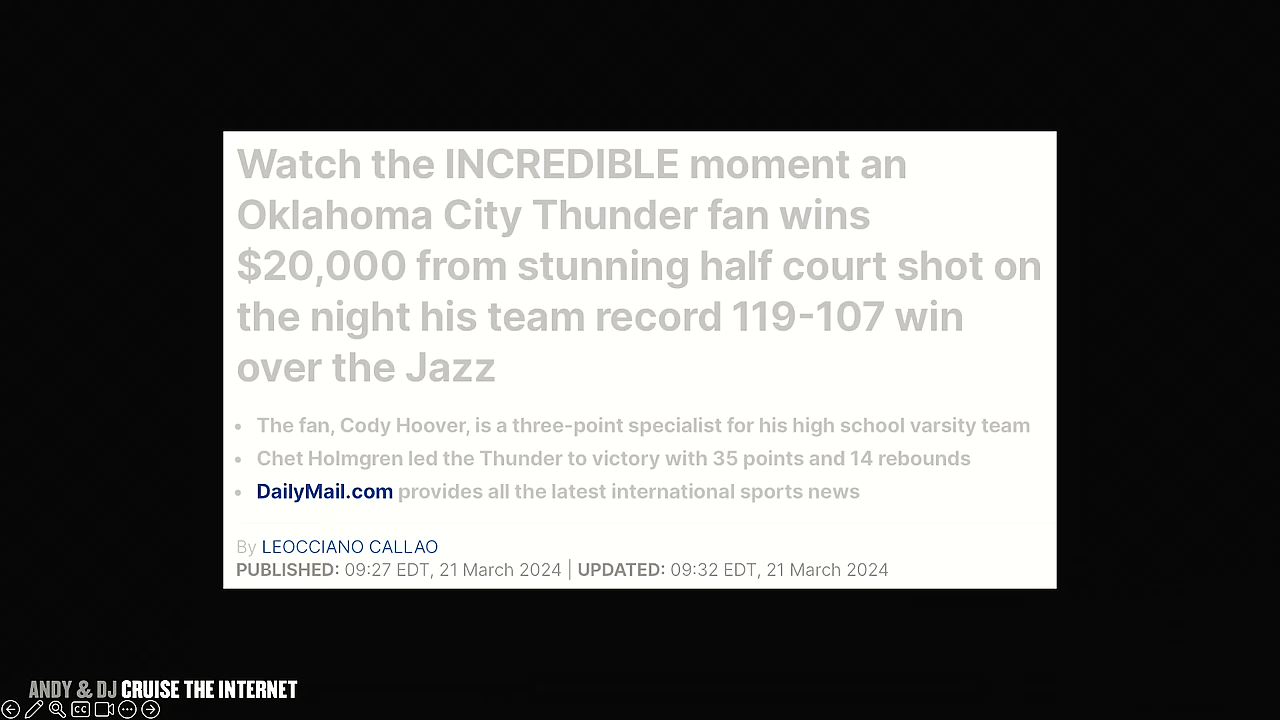 Watch the INCREDIBLE moment an
Oklahoma City Thunder fan wins
$20,000 from stunning half court shot on
the night his team record 119-107 win
over the Jazz
• The fan, Cody Hoover, is a three-point specialist for his high school varsity team
• Chet Holmgren led the Thunder to victory with 35 points and 14 rebounds
• DailyMail.com provides all the latest international sports news
By LEOCCIANO CALLAO
PUBLISHED: 09:27 EDT, 21 March 2024 | UPDATED: 09:32 EDT, 21 March 2024
ANDY & DJ CRUISE THE INTERNET
CC